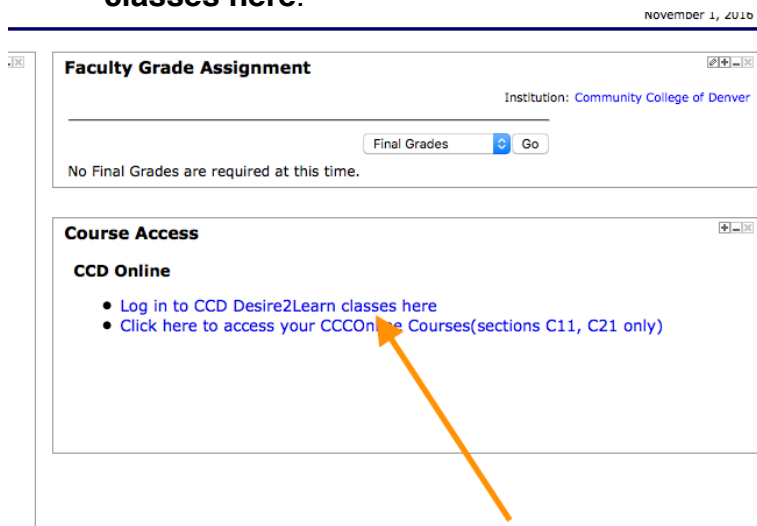 classes here.
November 1, 2016
Faculty Grade Assignment
Institution: Community College of Denver
Final Grades Go
No Final Grades are required at this time.
Course Access
CCD Online
• Log in to CCD Desire2Learn classes here
• Click here to access your CCCOnline Courses(sections C11, C21 only)